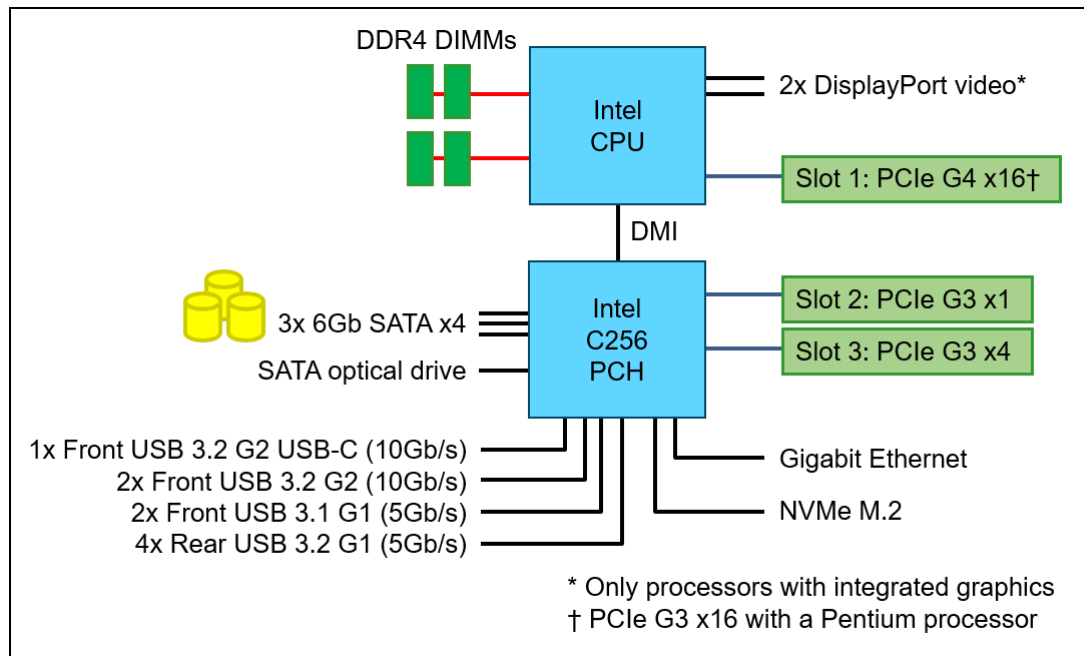 DDR4 DIMMs
Intel
CPU
2x DisplayPort video*
Slot 1: PCIe G4 x16†
DMI
3x 6Gb SATA x4
SATA optical drive
Intel
C256
PCH
Slot 2: PCIe G3 x1
Slot 3: PCIe G3 x4
1x Front USB 3.2 G2 USB-C (10Gb/s)
2x Front USB 3.2 G2 (10Gb/s)
2x Front USB 3.1 G1 (5Gb/s)
4x Rear USB 3.2 G1 (5Gb/s)
Gigabit Ethernet
NVMe M.2
* Only processors with integrated graphics
† PCIe G3 x16 with a Pentium processor